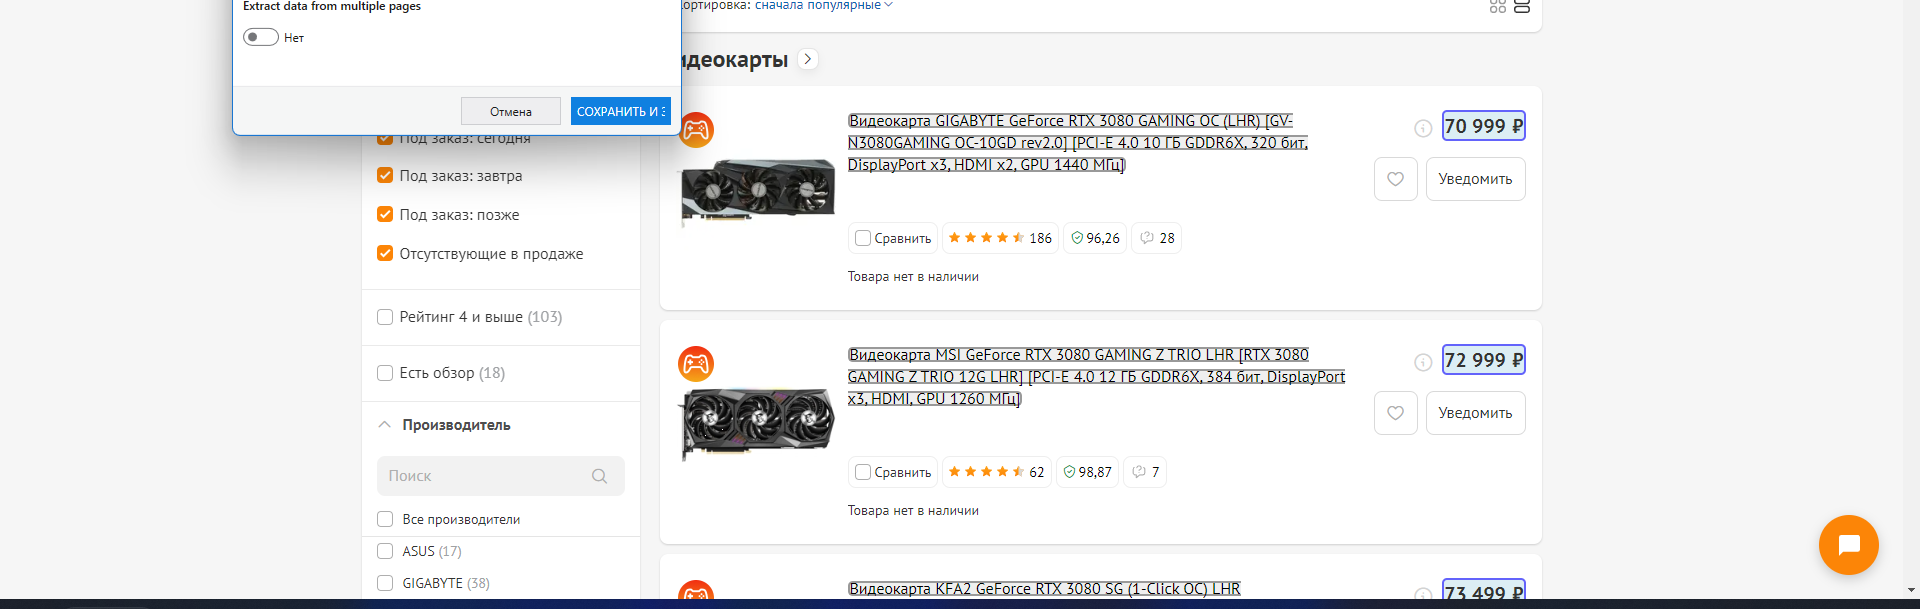 Extract data from multiple pages
Нет
Отмена
СОХРАНИТЬ И
сортировка: сначала популярные
идеокарты
Под заказ: сегодня
Под заказ: завтра
Под заказ: позже
Отсутствующие в продаже
Рейтинг 4 и выше (103)
Есть обзор (18)
Производитель
Поиск
Все производители
ASUS (17)
GIGABYTE (38)
Видеокарта GIGABYTE GeForce RTX 3080 GAMING OC (LHR) [GV-
N3080GAMING OC-10GD rev2.0] [PCI-E 4.0 10 ГБ GDDR6X, 320 бит,
DisplayPort x3, HDMI x2, GPU 1440 МГц]
70 999 ₽
Уведомить
Сравнить 186 96,26 28
Товара нет в наличии
Видеокарта MSI GeForce RTX 3080 GAMING Z TRIO LHR [RTX 3080
GAMING Z TRIO 12G LHR] [PCI-E 4.0 12 ГБ GDDR6X, 384 бит, DisplayPort
x3, HDMI, GPU 1260 МГц]
72 999 ₽
Уведомить
Сравнить 62 98,87 7
Товара нет в наличии
Видеокарта KFA2 GeForce RTX 3080 SG (1-Click OC) LHR
73 499 ₽